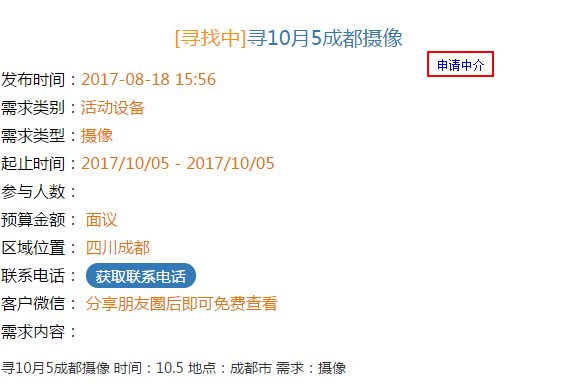 [寻找中]寻10月5成都摄像
申请中介
发布时间：2017-08-18 15:56
需求类别：活动设备
需求类型：摄像
起止时间：2017/10/05 - 2017/10/05
参与人数：
预算金额： 面议
区域位置： 四川成都
联系电话： 获取联系电话
客户微信： 分享朋友圈后即可免费查看
需求内容：
寻10月5成都摄像 时间：10.5 地点：成都市 需求：摄像